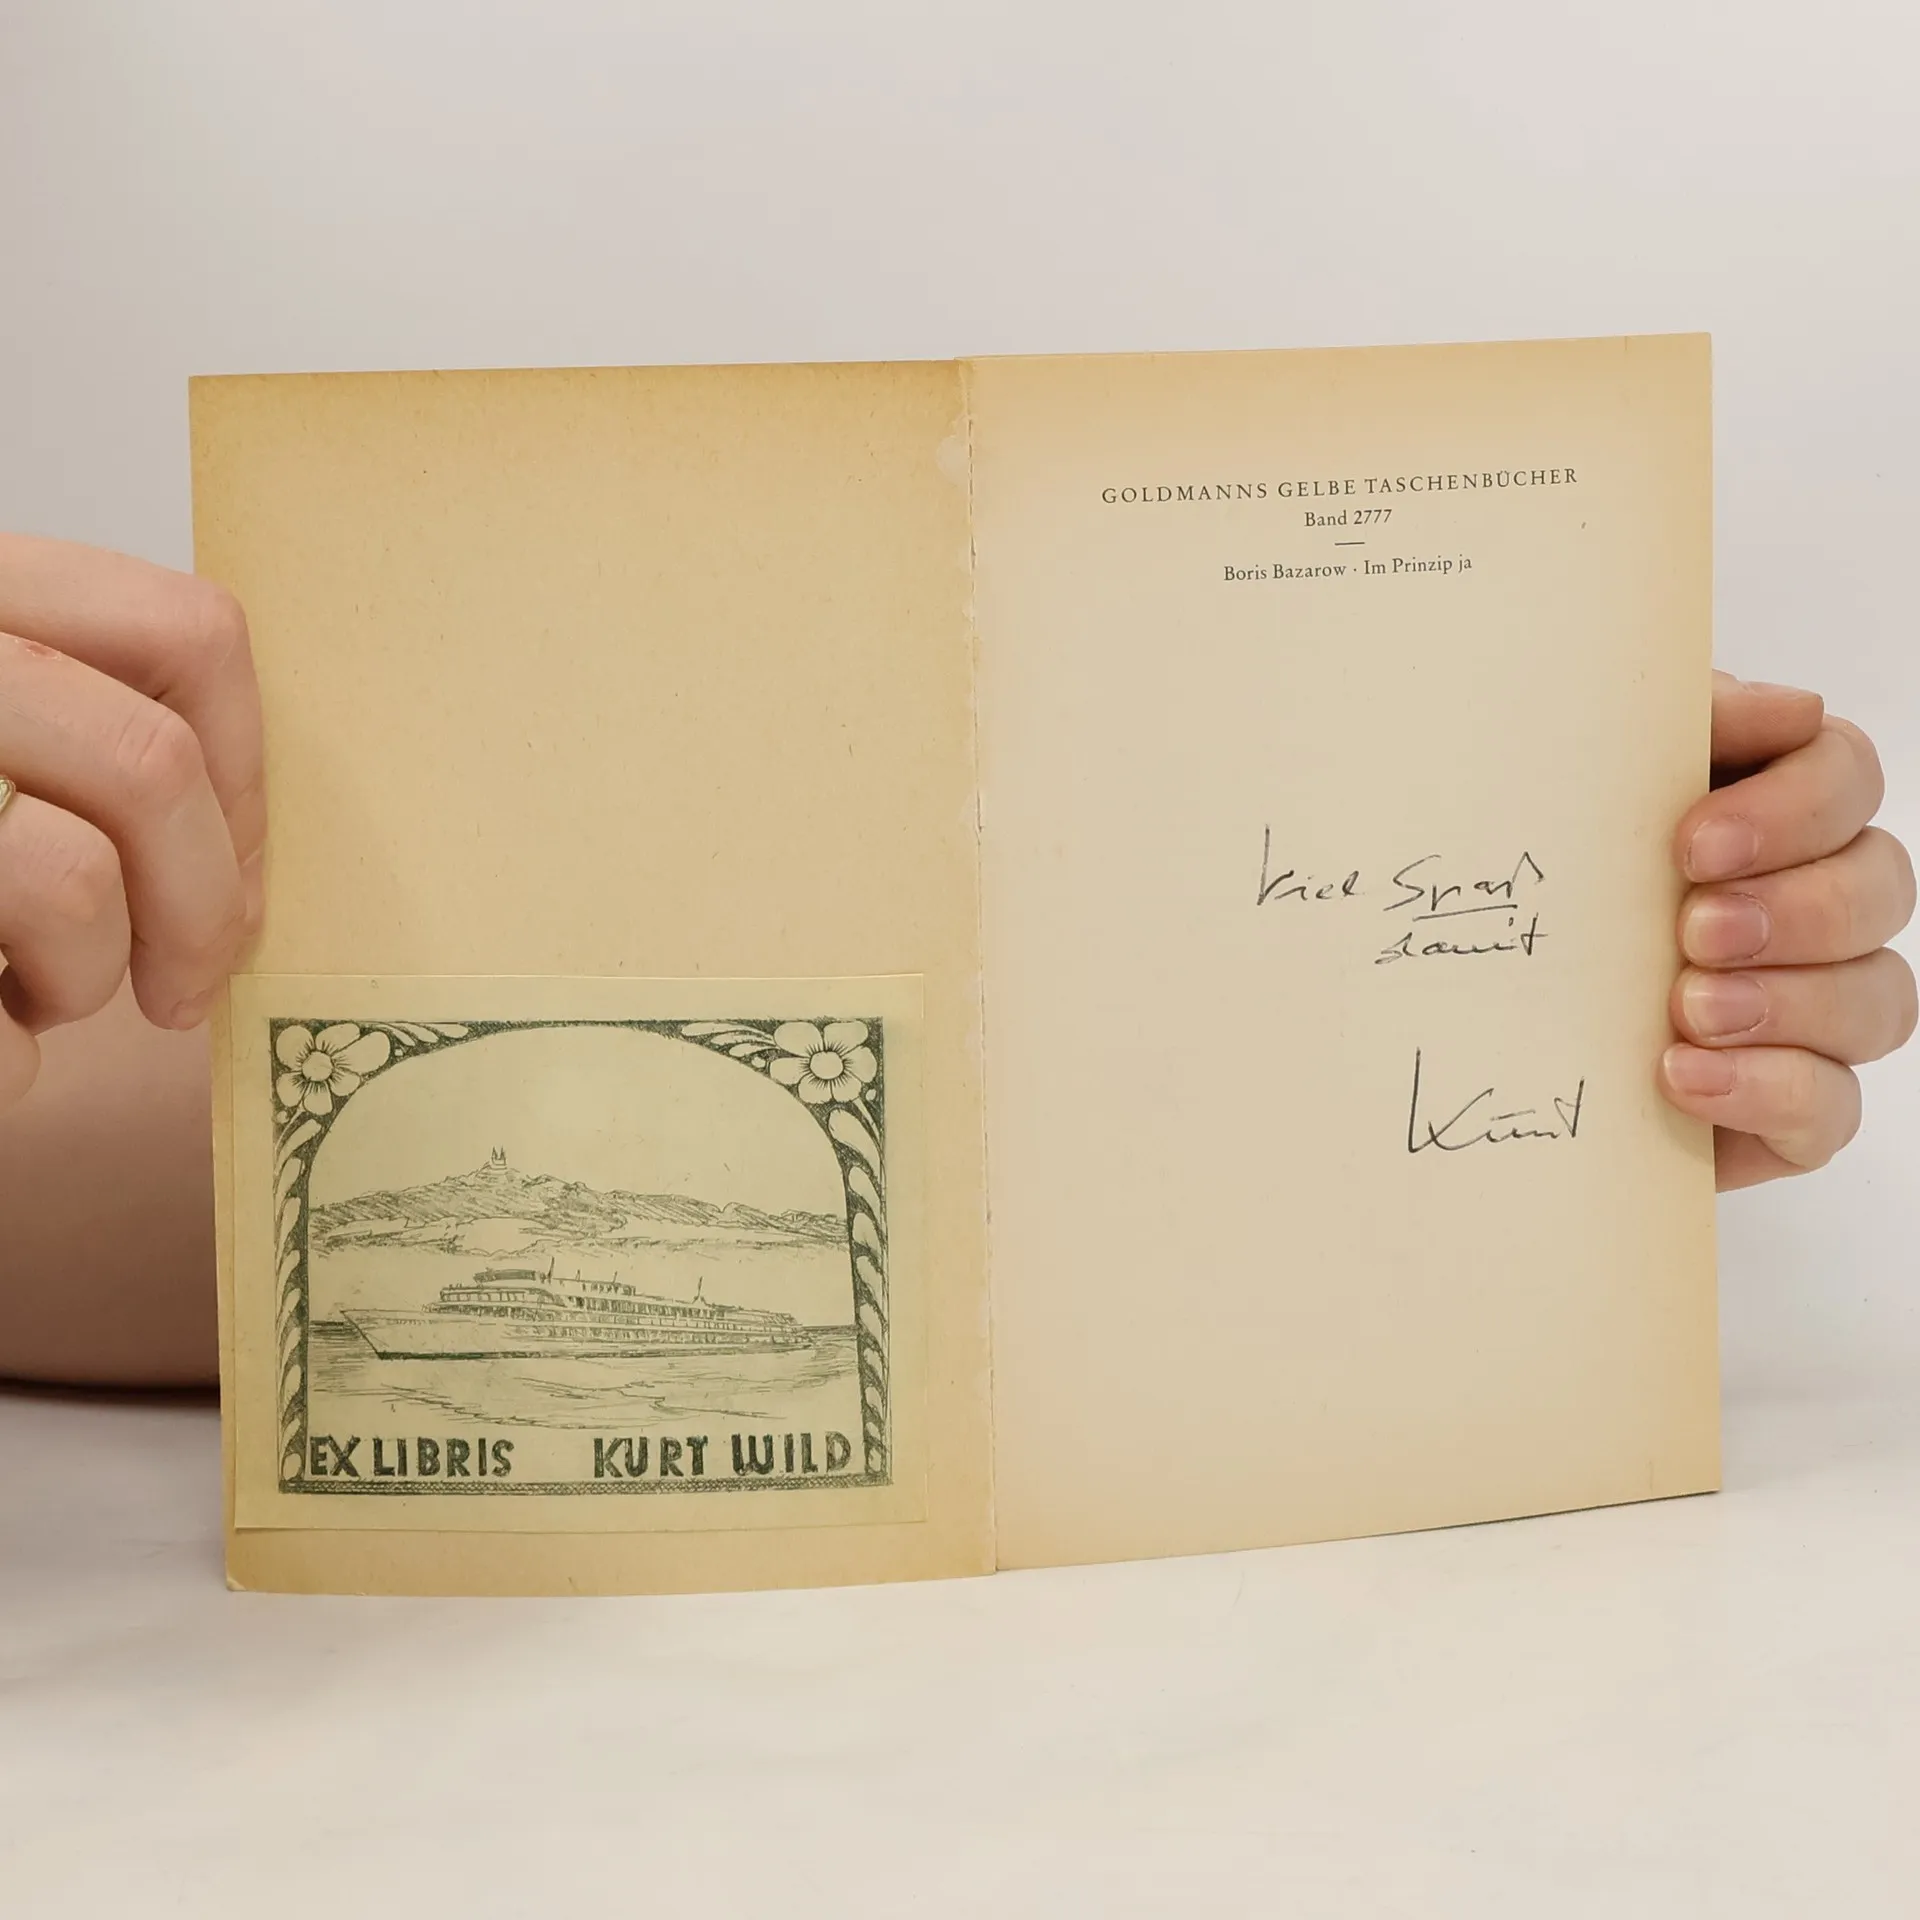 GOLDMANNS GELBE TASCHENBÜCHER
Band 2777
Boris Bazarow · Im Prinzip ja
Viel Spaß
damit
Kurt
EX LIBRIS KURT WILD